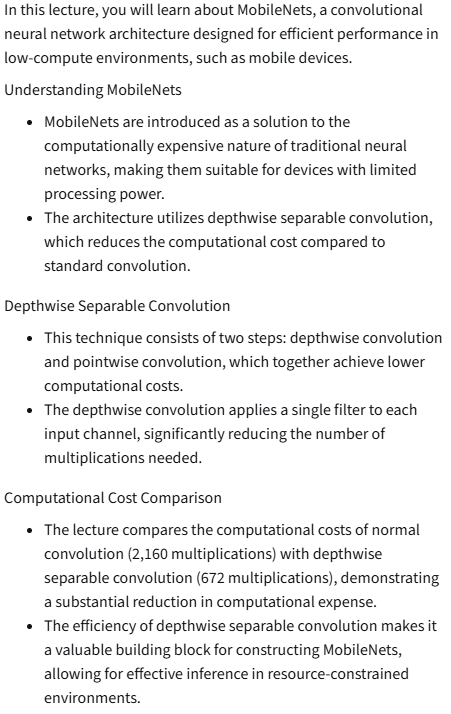 In this lecture, you will learn about MobileNets, a convolutional
neural network architecture designed for efficient performance in
low-compute environments, such as mobile devices.
Understanding MobileNets
• MobileNets are introduced as a solution to the
computationally expensive nature of traditional neural
networks, making them suitable for devices with limited
processing power.
• The architecture utilizes depthwise separable convolution,
which reduces the computational cost compared to
standard convolution.
Depthwise Separable Convolution
• This technique consists of two steps: depthwise convolution
and pointwise convolution, which together achieve lower
computational costs.
• The depthwise convolution applies a single filter to each
input channel, significantly reducing the number of
multiplications needed.
Computational Cost Comparison
• The lecture compares the computational costs of normal
convolution (2,160 multiplications) with depthwise
separable convolution (672 multiplications), demonstrating
a substantial reduction in computational expense.
• The efficiency of depthwise separable convolution makes it
a valuable building block for constructing MobileNets,
allowing for effective inference in resource-constrained
environments.